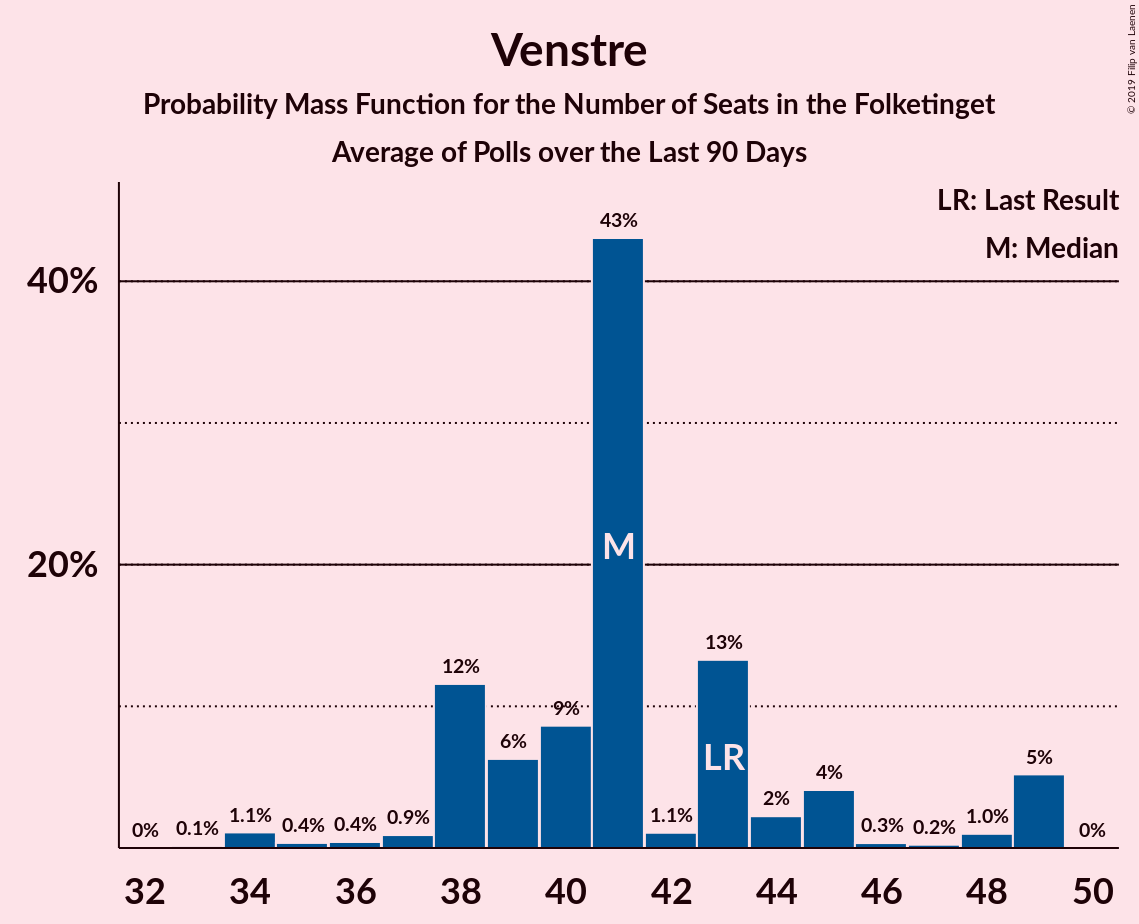 Venstre
Probability Mass Function for the Number of Seats in the Folketinget
Average of Polls over the Last 90 Days
© 2019 Filip van Laenen
LR: Last Result
M: Median
40%
20%
0%
0.1%
1.1%
0.4%
0.4%
0.9%
12%
6%
9%
43%
1.1%
13%
2%
4%
0.3%
0.2%
1.0%
5%
0%
M
LR
32 34 36 38 40 42 44 46 48 50